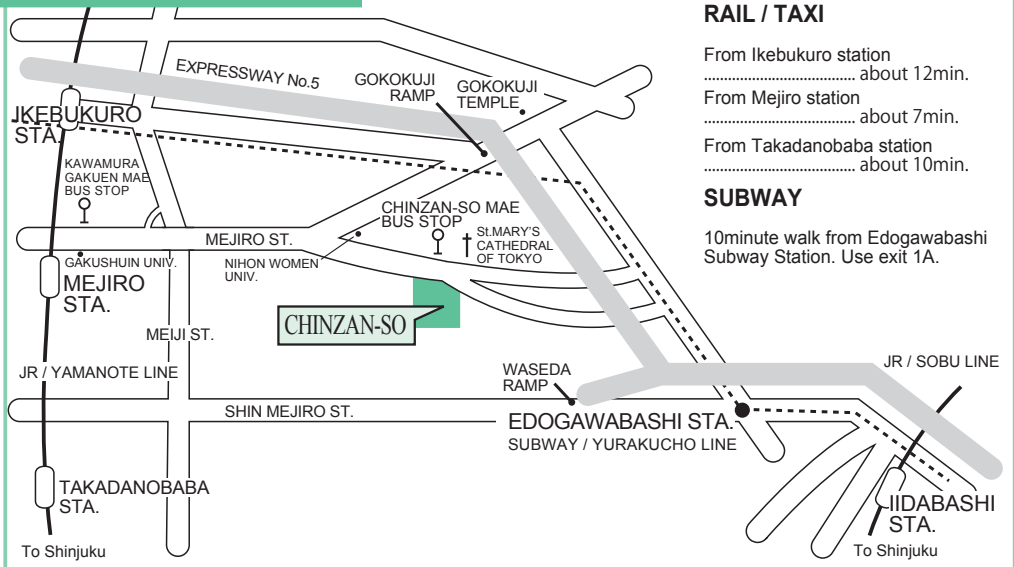 EXPRESSWAY No.5
GOKOKUJI
RAMP
GOKOKUJI
TEMPLE
IKEBUKURO
STA.
KAWAMURA
GAKUEN MAE
BUS STOP
CHINZAN-SO MAE
BUS STOP
St.MARY'S
CATHEDRAL
OF TOKYO
MEJIRO ST.
GAKUSHUIN UNIV.
NIHON WOMEN
UNIV.
MEJIRO
STA.
CHINZAN-SO
MEIJI ST.
JR / YAMANOTE LINE
WASEDA
RAMP
JR / SOBU LINE
SHIN MEJIRO ST.
EDOGAWABASHI STA.
SUBWAY / YURAKUCHO LINE
TAKADANOBABA
STA.
IIDABASHI
STA.
To Shinjuku
To Shinjuku
RAIL / TAXI
From Ikebukuro station
...................................... about 12min.
From Mejiro station
...................................... about 7min.
From Takadanobaba station
...................................... about 10min.
SUBWAY
10minute walk from Edogawabashi
Subway Station. Use exit 1A.